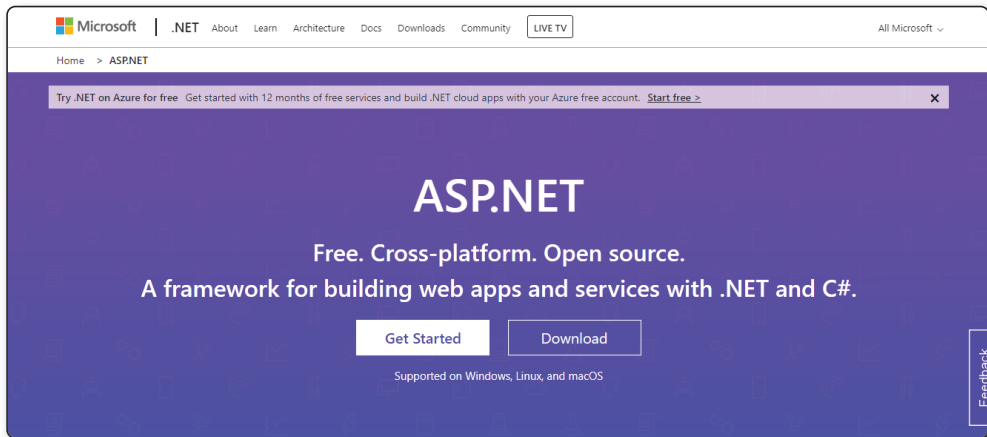 Microsoft .NET About Learn Architecture Docs Downloads Community LIVE TV All Microsoft
Home > ASP.NET
Try .NET on Azure for free Get started with 12 months of free services and build .NET cloud apps with your Azure free account. Start free >
ASP.NET
Free. Cross-platform. Open source.
A framework for building web apps and services with .NET and C#.
Get Started Download
Supported on Windows, Linux, and macOS
Feedback